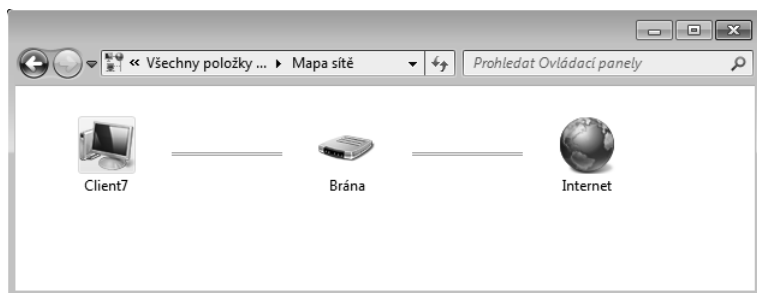 « Všechny položky ... ▸ Mapa sítě
Prohledat Ovládací panely
Client7
Brána
Internet